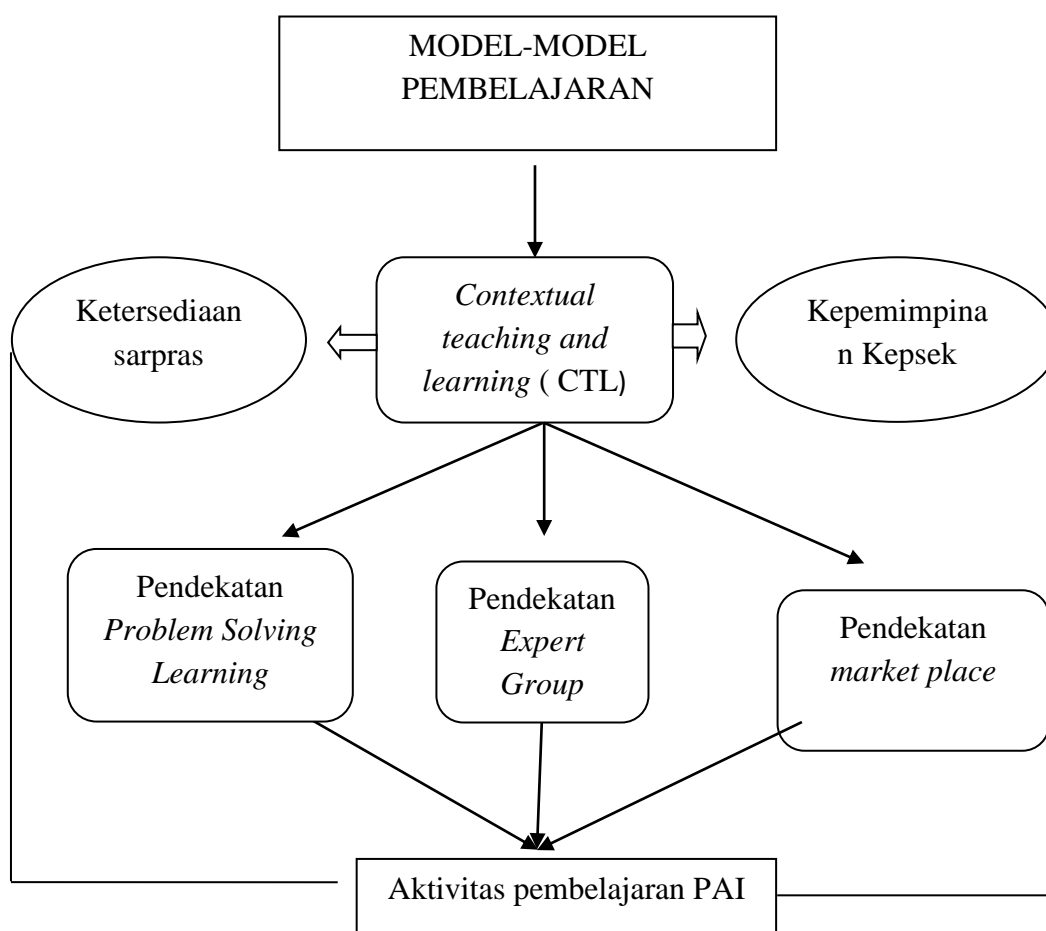 MODEL-MODEL
PEMBELAJARAN
Ketersediaan
sarpras
Contextual
teaching and
learning ( CTL)
Kepemimpina
n Kepsek
Pendekatan
Problem Solving
Learning
Pendekatan
Expert
Group
Pendekatan
market place
Aktivitas pembelajaran PAI